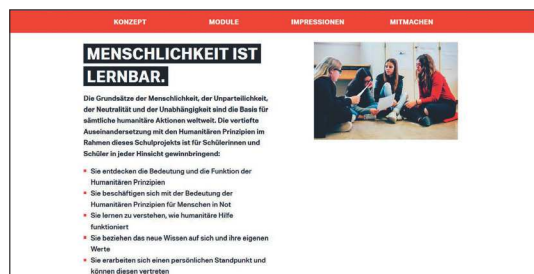 KONZEPT MODULE IMPRESSIONEN MITMACHEN
MENSCHLICHKEIT IST
LERNBAR.
Die Grundsätze der Menschlichkeit, der Unparteilichkeit,
der Neutralität und der Unabhängigkeit sind die Basis für
sämtliche humanitäre Aktionen weltweit. Die vertiefte
Auseinandersetzung mit den Humanitären Prinzipien im
Rahmen dieses Schulprojekts ist für Schülerinnen und
Schüler in jeder Hinsicht gewinnbringend:
Sie entdecken die Bedeutung und die Funktion der
Humanitären Prinzipien
Sie beschäftigen sich mit der Bedeutung der
Humanitären Prinzipien für Menschen in Not
Sie lernen zu verstehen, wie humanitäre Hilfe
funktioniert
Sie beziehen das neue Wissen auf sich und ihre eigenen
Werte
Sie erarbeiten sich einen persönlichen Standpunkt und
können diesen vertreten